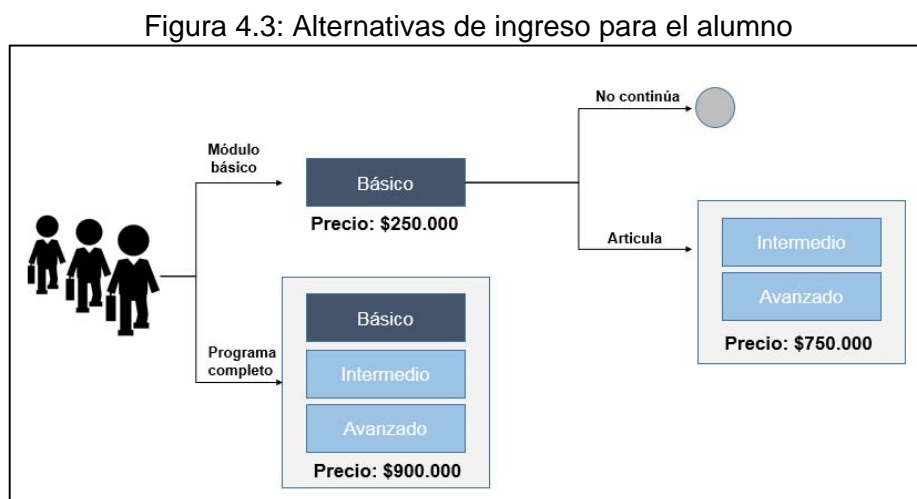 Figura 4.3: Alternativas de ingreso para el alumno
No continúa
Módulo
básico
Básico
Precio: $250.000
Articula
Intermedio
Avanzado
Precio: $750.000
Programa
completo
Básico
Intermedio
Avanzado
Precio: $900.000